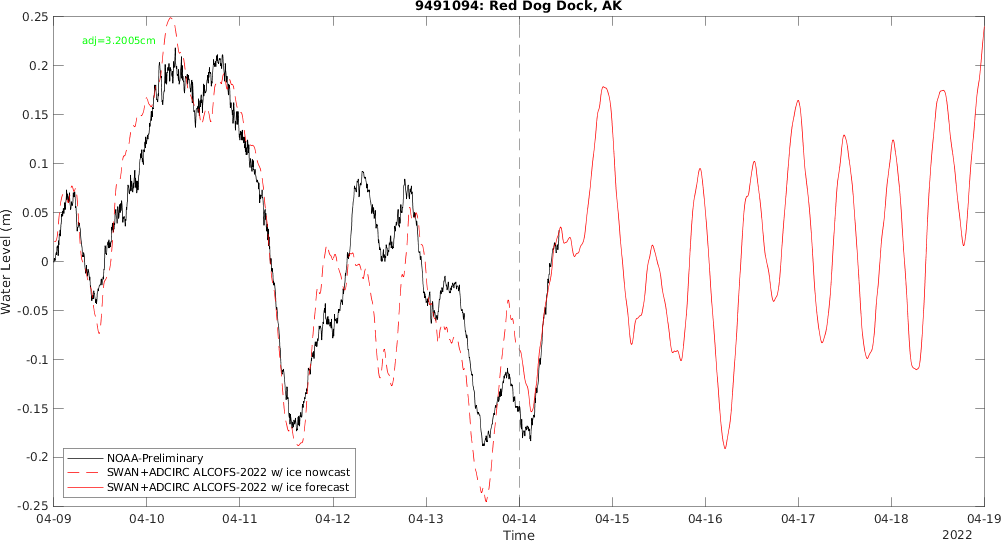 9491094: Red Dog Dock, AK
adj=3.2005cm
Water Level (m)
0.25
0.2
0.15
0.1
0.05
0
-0.05
-0.1
-0.15
-0.2
-0.25
NOAA-Preliminary
SWAN+ADCIRC ALCOFS-2022 w/ ice nowcast
SWAN+ADCIRC ALCOFS-2022 w/ ice forecast
04-09 04-10 04-11 04-12 04-13 04-14 04-15 04-16 04-17 04-18 04-19
Time
2022